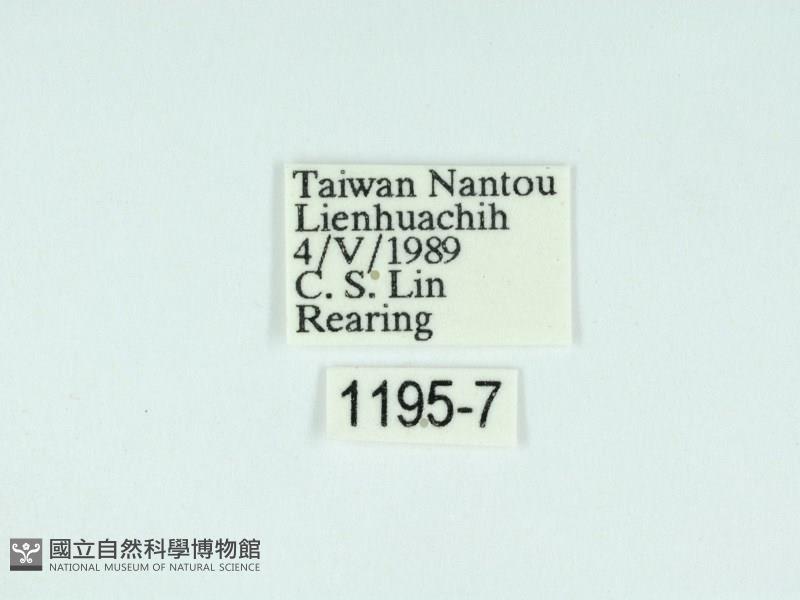 Taiwan Nantou
Lienhuachih
4/V/1989
C. S. Lin
Rearing
1195-7
國立自然科學博物館
NATIONAL MUSEUM OF NATURAL SCIENCE